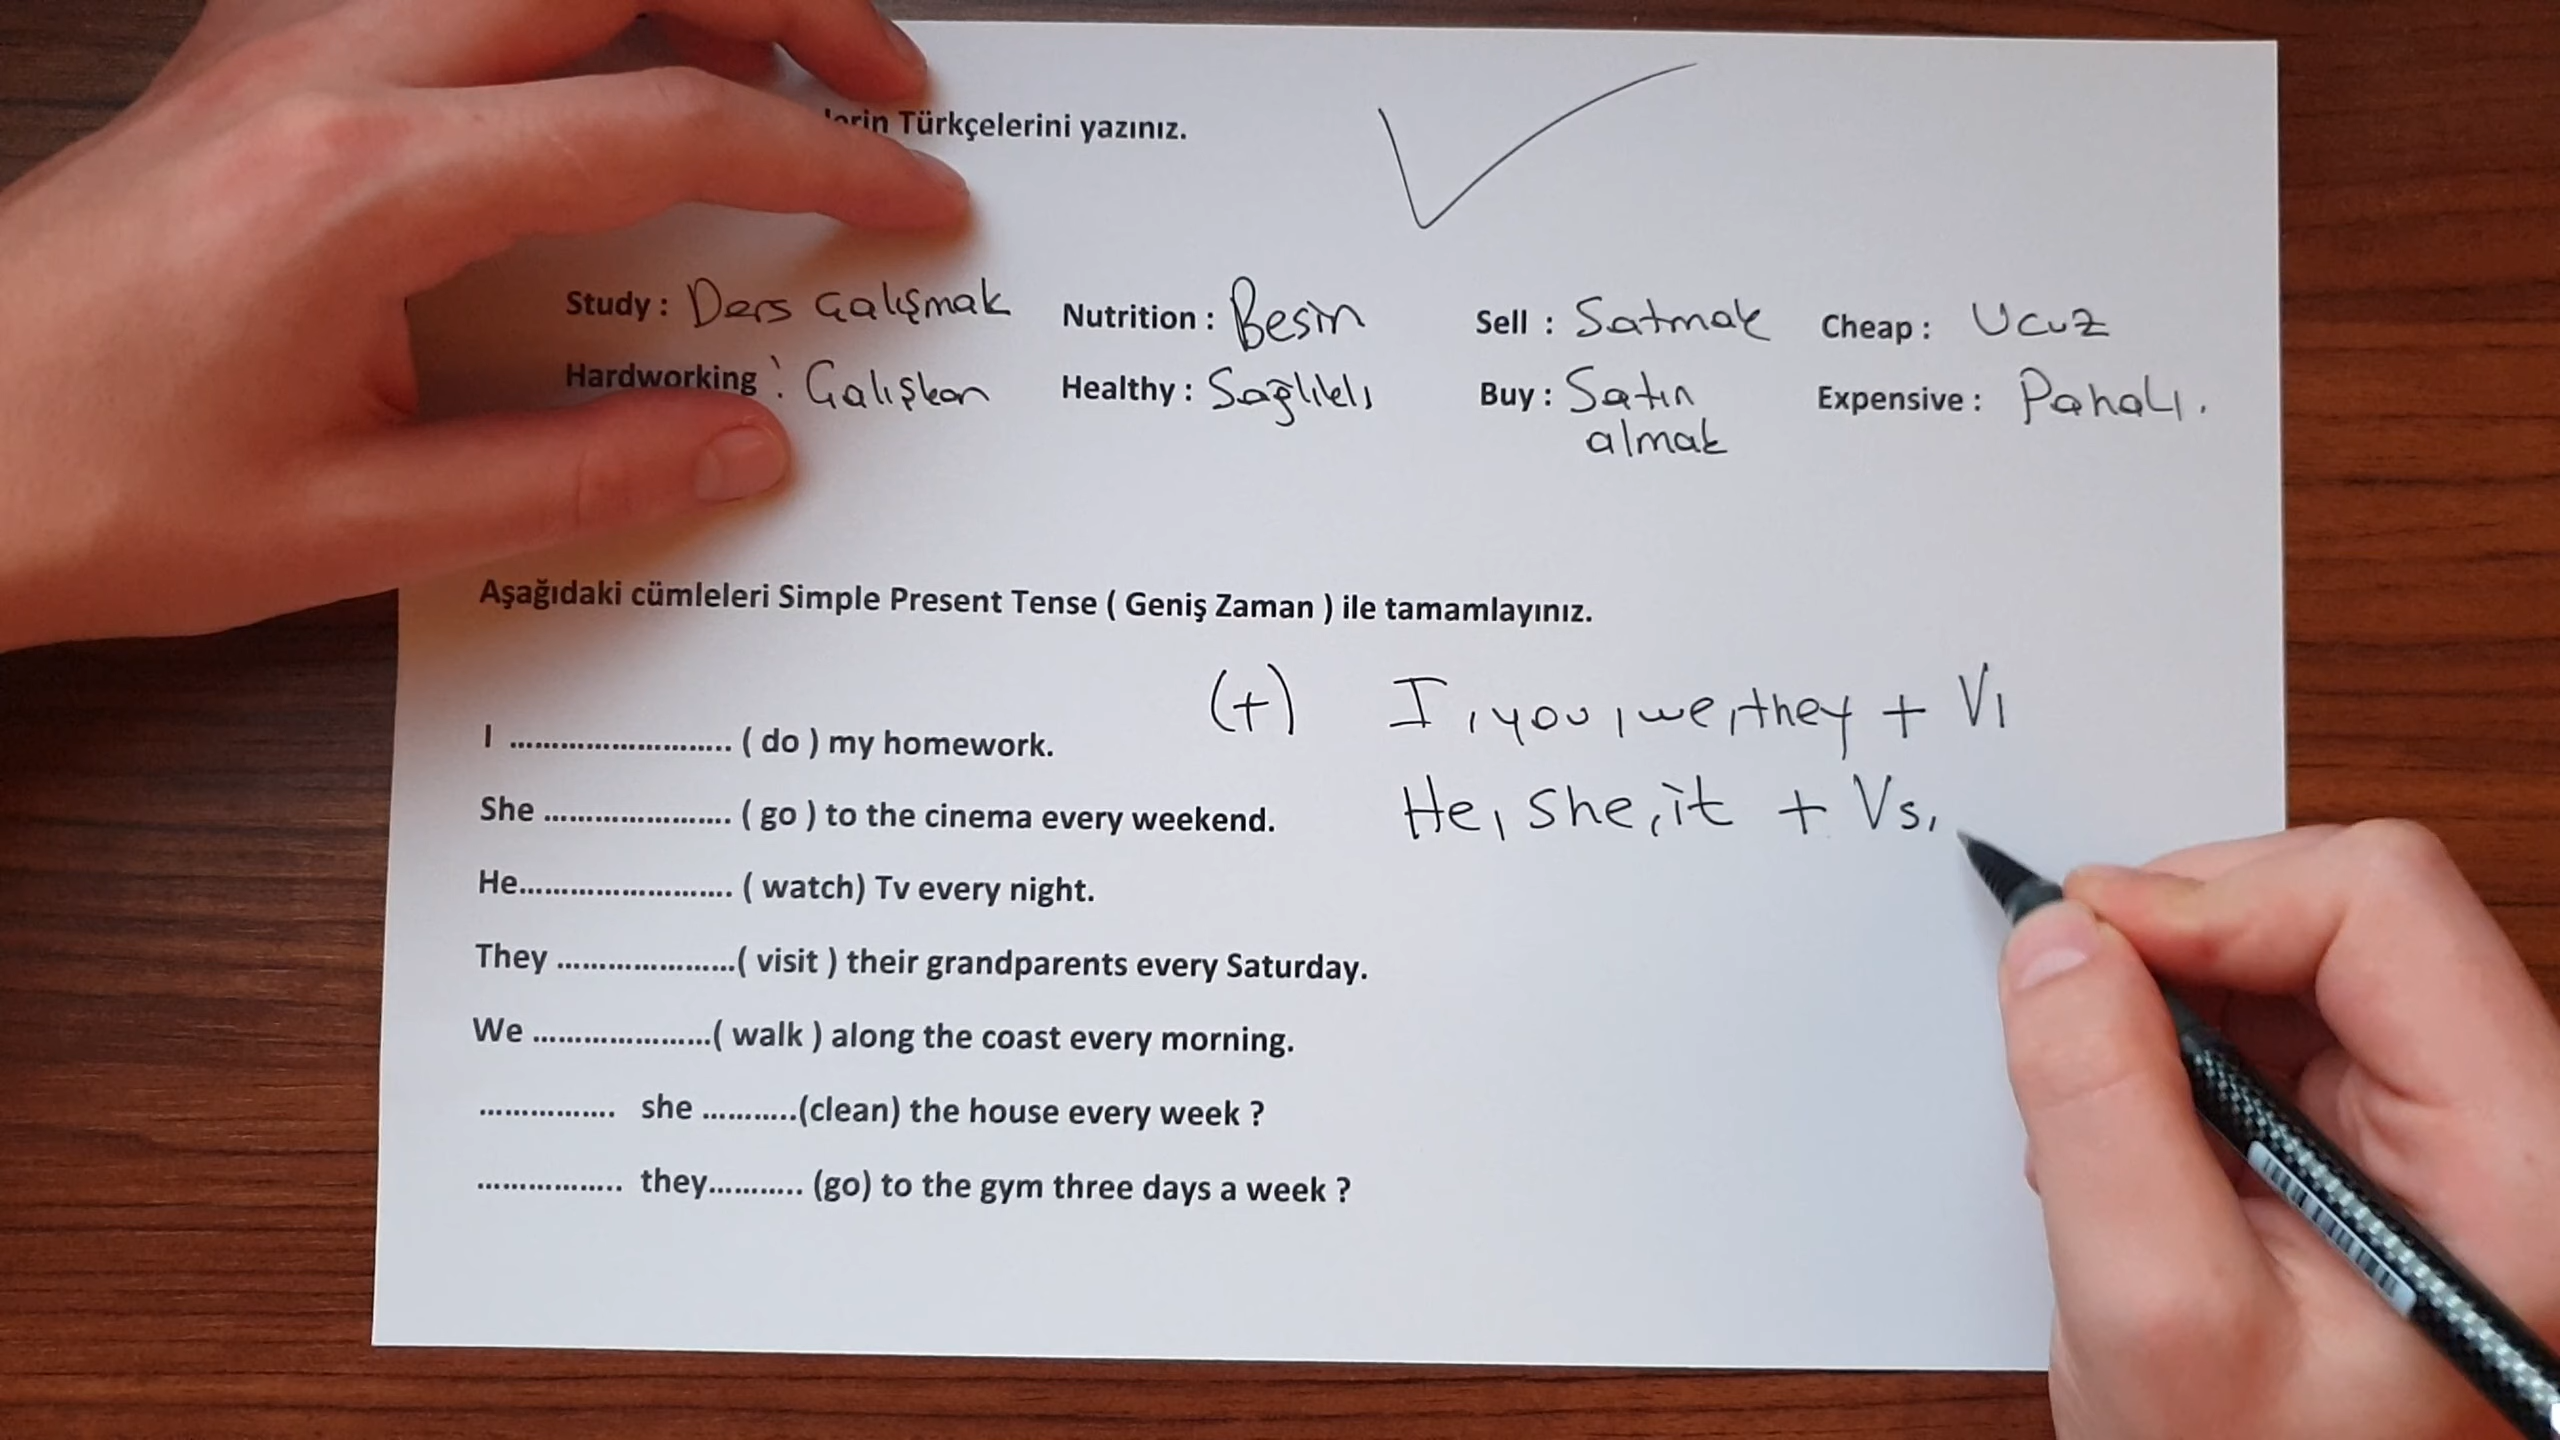 Türkçelerini yazınız.
Study : Ders Çalışmak Nutrition : Besin Sell : Satmak Cheap : Ucuz
Hardworking : Çalışkan Healthy : Sağlıklı Buy : Satın almak Expensive : Pahalı.
Aşağıdaki cümleleri Simple Present Tense ( Geniş Zaman ) ile tamamlayınız.
(+) I, you, we, they + V1
He, She, it + Vs,
I ........................... ( do ) my homework.
She ....................... ( go ) to the cinema every weekend.
He.......................... ( watch) Tv every night.
They ......................( visit ) their grandparents every Saturday.
We ......................( walk ) along the coast every morning.
................ she ...........(clean) the house every week ?
................. they........... (go) to the gym three days a week ?